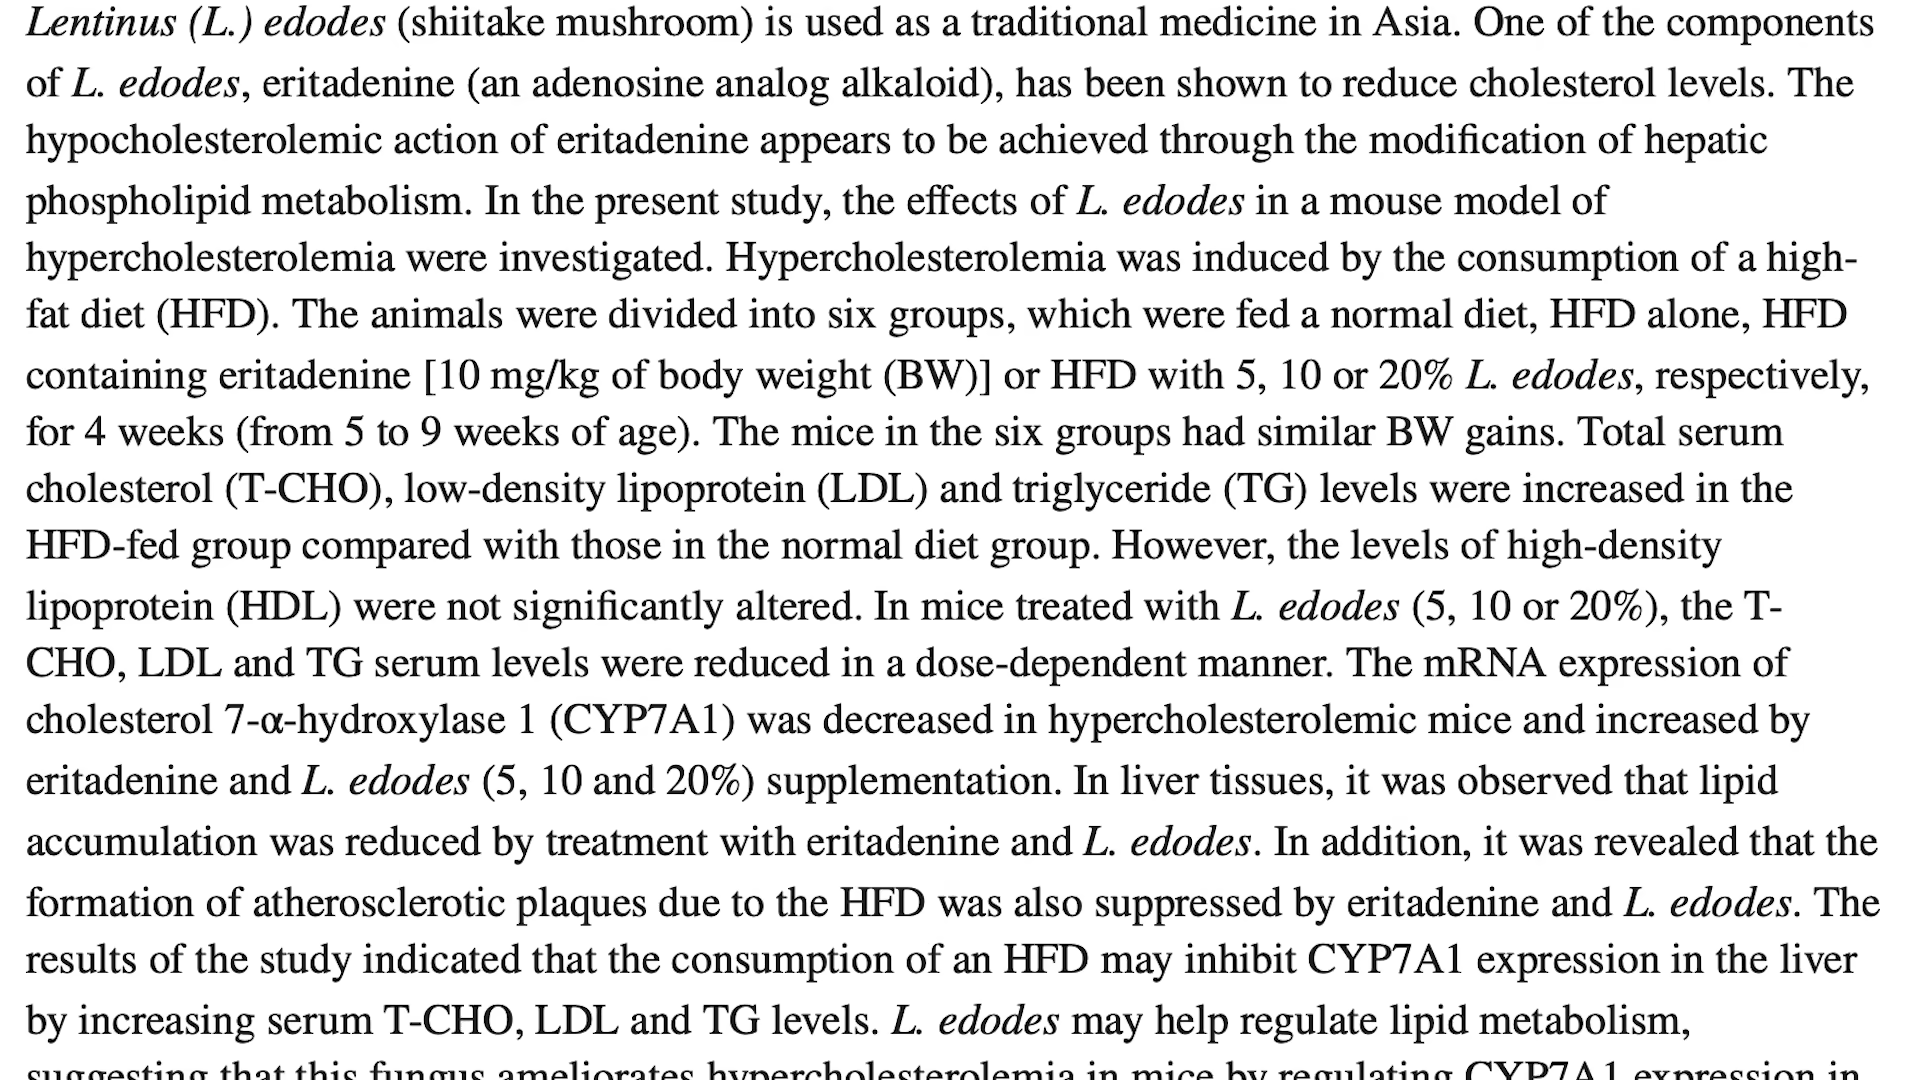 Lentinus (L.) edodes (shiitake mushroom) is used as a traditional medicine in Asia. One of the components
of L. edodes, eritadenine (an adenosine analog alkaloid), has been shown to reduce cholesterol levels. The
hypocholesterolemic action of eritadenine appears to be achieved through the modification of hepatic
phospholipid metabolism. In the present study, the effects of L. edodes in a mouse model of
hypercholesterolemia were investigated. Hypercholesterolemia was induced by the consumption of a high-
fat diet (HFD). The animals were divided into six groups, which were fed a normal diet, HFD alone, HFD
containing eritadenine [10 mg/kg of body weight (BW)] or HFD with 5, 10 or 20% L. edodes, respectively,
for 4 weeks (from 5 to 9 weeks of age). The mice in the six groups had similar BW gains. Total serum
cholesterol (T-CHO), low-density lipoprotein (LDL) and triglyceride (TG) levels were increased in the
HFD-fed group compared with those in the normal diet group. However, the levels of high-density
lipoprotein (HDL) were not significantly altered. In mice treated with L. edodes (5, 10 or 20%), the T-
CHO, LDL and TG serum levels were reduced in a dose-dependent manner. The mRNA expression of
cholesterol 7-α-hydroxylase 1 (CYP7A1) was decreased in hypercholesterolemic mice and increased by
eritadenine and L. edodes (5, 10 and 20%) supplementation. In liver tissues, it was observed that lipid
accumulation was reduced by treatment with eritadenine and L. edodes. In addition, it was revealed that the
formation of atherosclerotic plaques due to the HFD was also suppressed by eritadenine and L. edodes. The
results of the study indicated that the consumption of an HFD may inhibit CYP7A1 expression in the liver
by increasing serum T-CHO, LDL and TG levels. L. edodes may help regulate lipid metabolism,
suggesting that this fungus ameliorates hypercholesterolemia in mice by regulating CYP7A1 expression in